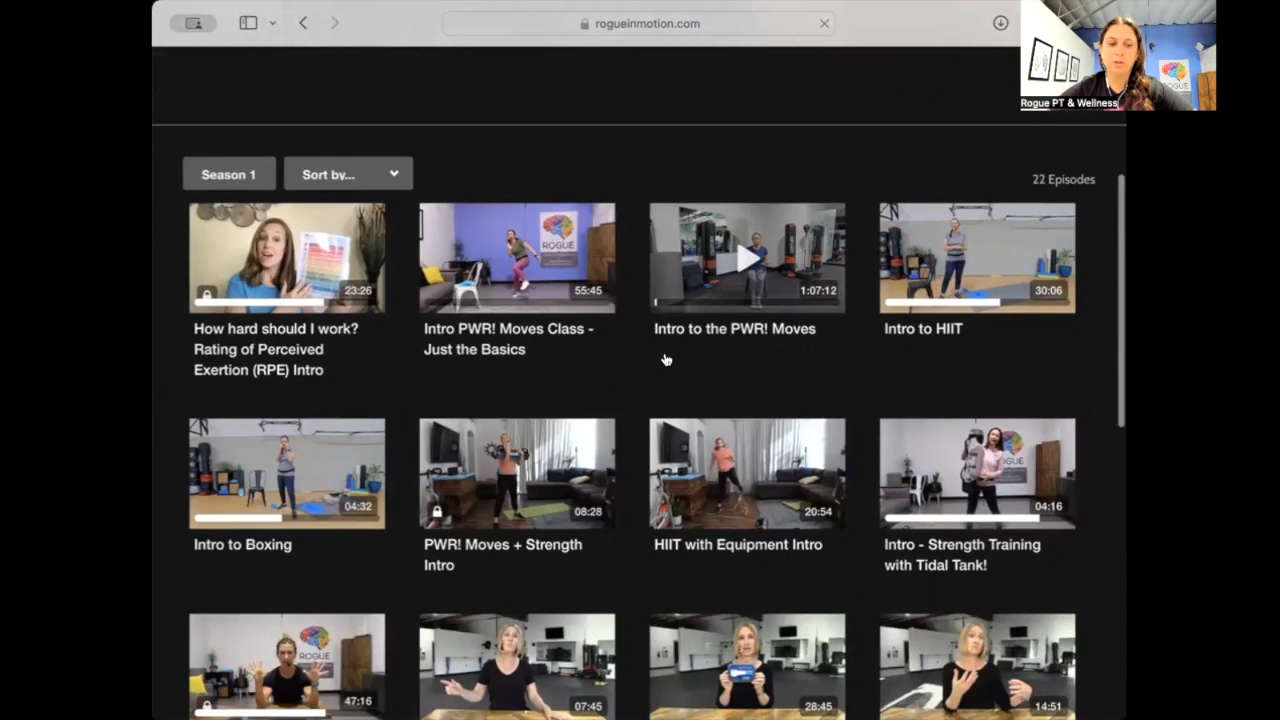 rogueinmotion.com
Rogue PT & Wellness
ROGUE
Season 1
Sort by...
22 Episodes
ROGUE
23:26
55:45
1:07:12
30:06
How hard should I work?
Rating of Perceived
Exertion (RPE) Intro
Intro PWR! Moves Class -
Just the Basics
Intro to the PWR! Moves
Intro to HIIT
04:32
08:28
20:54
04:16
Intro to Boxing
PWR! Moves + Strength
Intro
HIIT with Equipment Intro
Intro - Strength Training
with Tidal Tank!
ROGUE
47:16
07:45
28:45
14:51